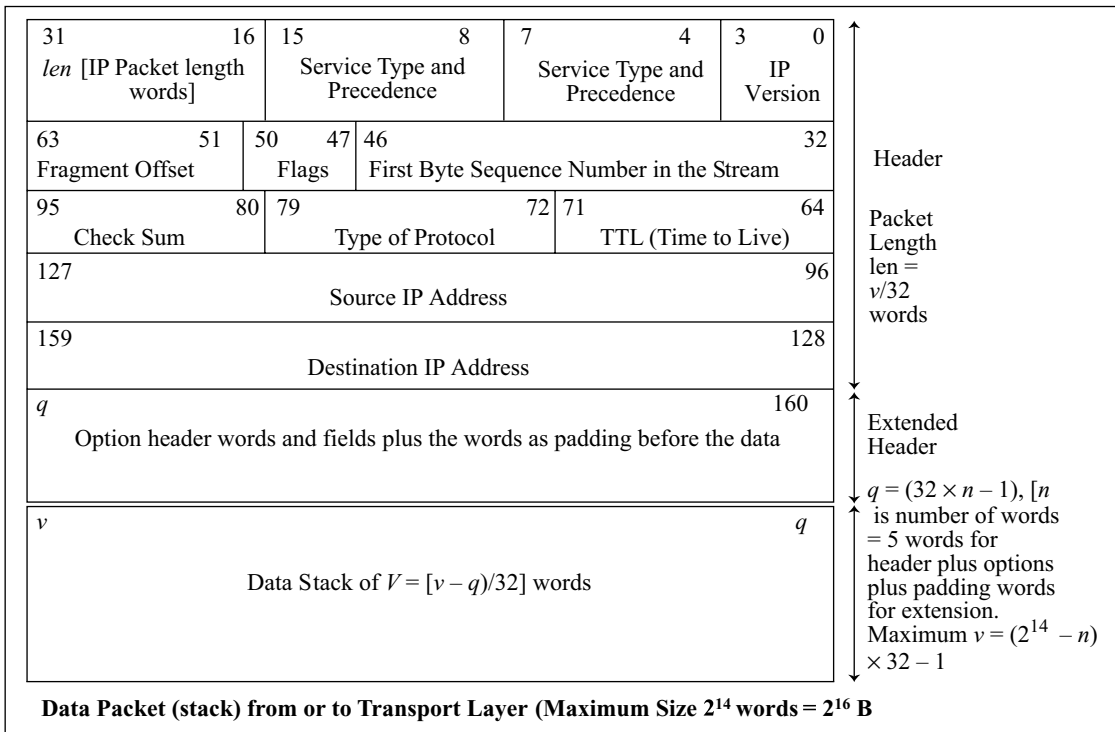 31 16 15 8 7 4 3 0
len [IP Packet length Service Type and Service Type and IP
words] Precedence Precedence Version
63 51 50 47 46 32
Fragment Offset Flags First Byte Sequence Number in the Stream
95 80 79 72 71 64
Check Sum Type of Protocol TTL (Time to Live)
127 96
Source IP Address
159 128
Destination IP Address
Header
Packet
Length
len =
v/32
words
q 160
Option header words and fields plus the words as padding before the data
Extended
Header
q = (32 × n – 1), [n
is number of words
= 5 words for
header plus options
plus padding words
for extension.
Maximum v = (2¹⁴ – n)
× 32 – 1
v q
Data Stack of V = [v – q)/32] words
Data Packet (stack) from or to Transport Layer (Maximum Size 2¹⁴ words = 2¹⁶ B